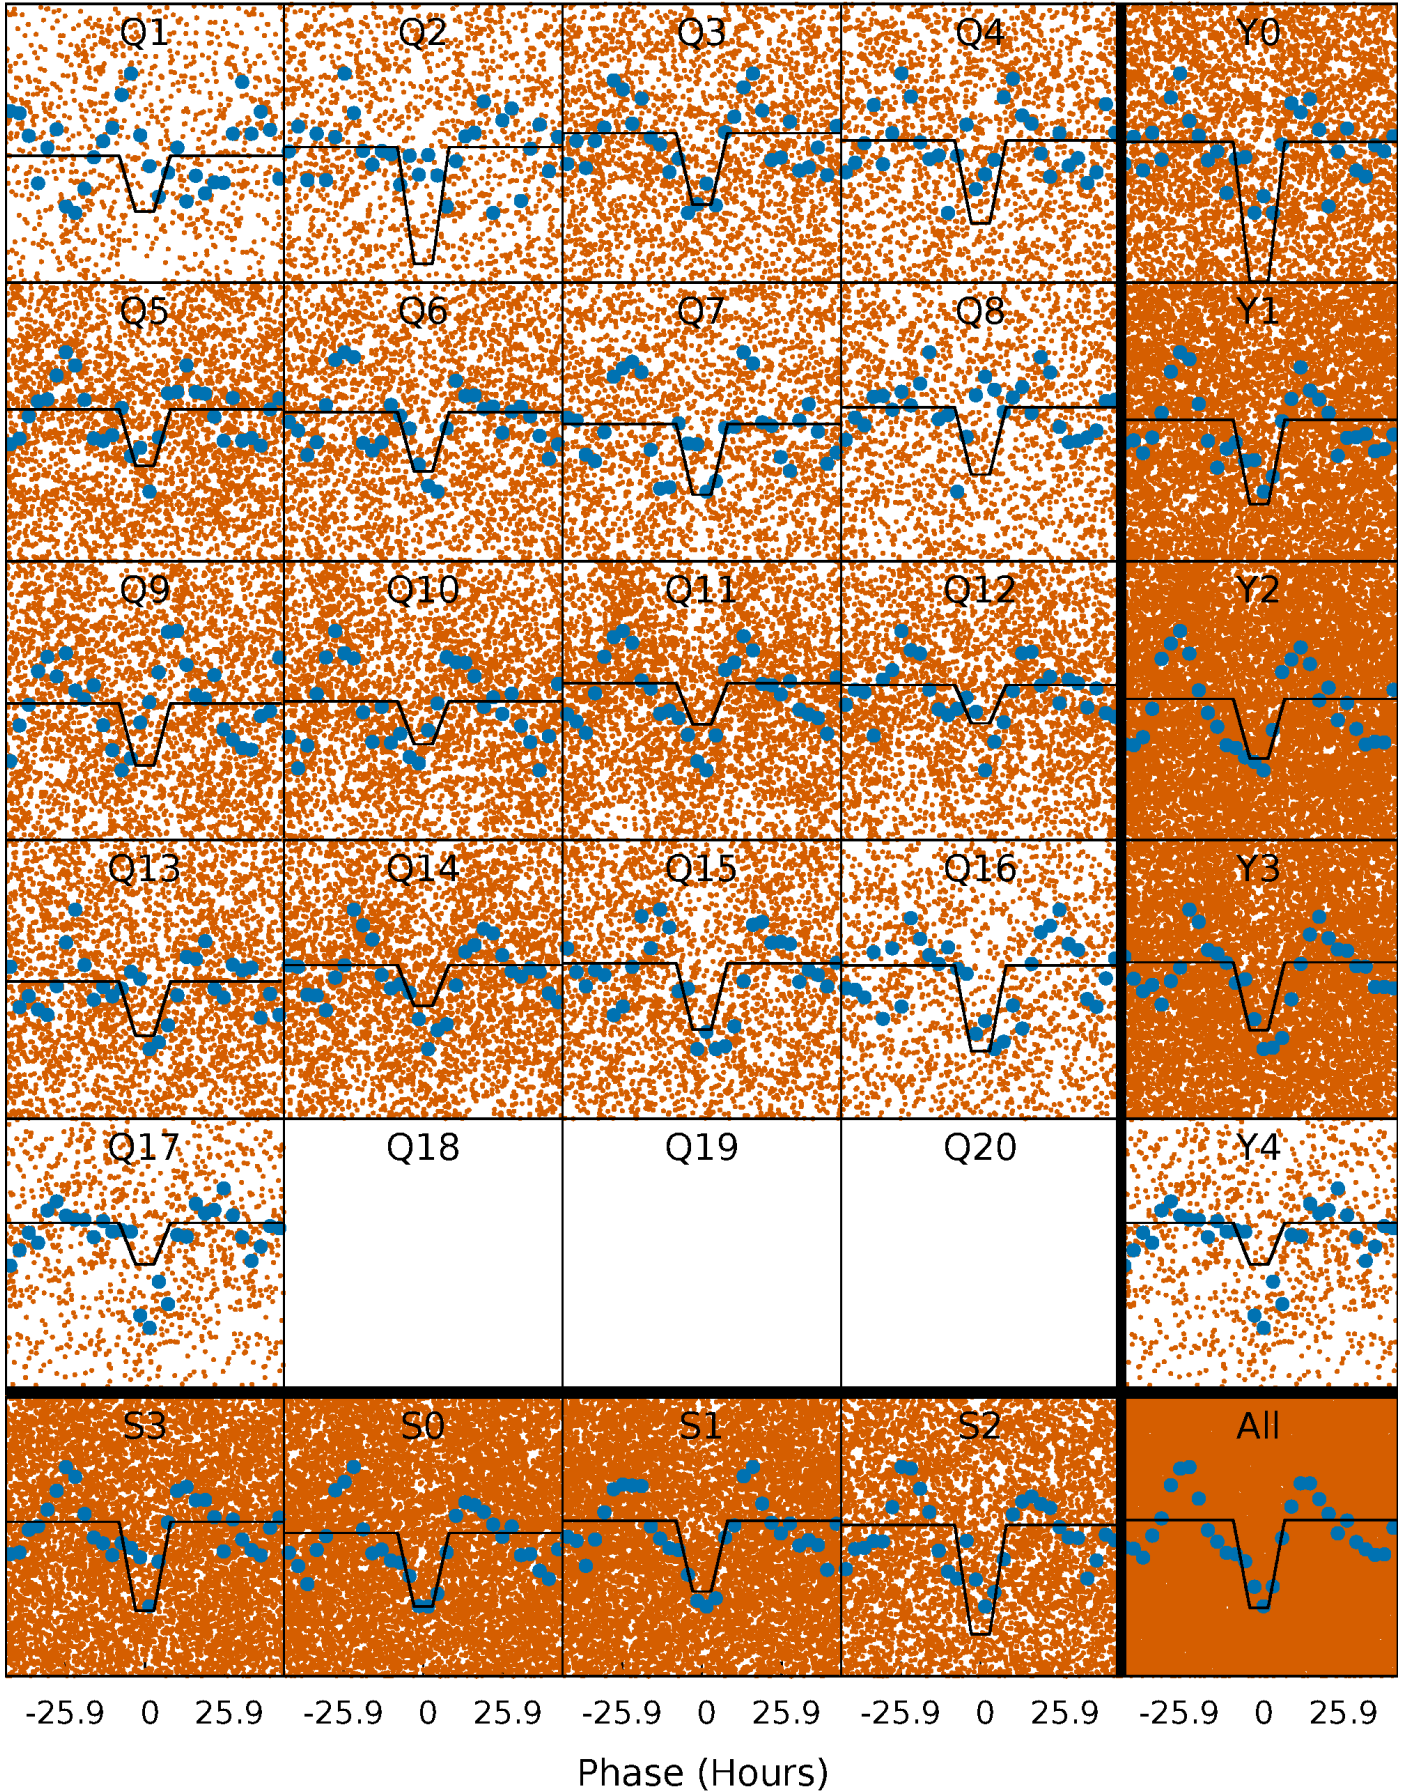 Q1 Q2 Q3 Q4 Y0
Q5 Q6 Q7 Q8 Y1
Q9 Q10 Q11 Q12 Y2
Q13 Q14 Q15 Q16 Y3
Q17 Q18 Q19 Q20 Y4
S3 S0 S1 S2 All
-25.9 0 25.9 -25.9 0 25.9 -25.9 0 25.9 -25.9 0 25.9 -25.9 0 25.9
Phase (Hours)